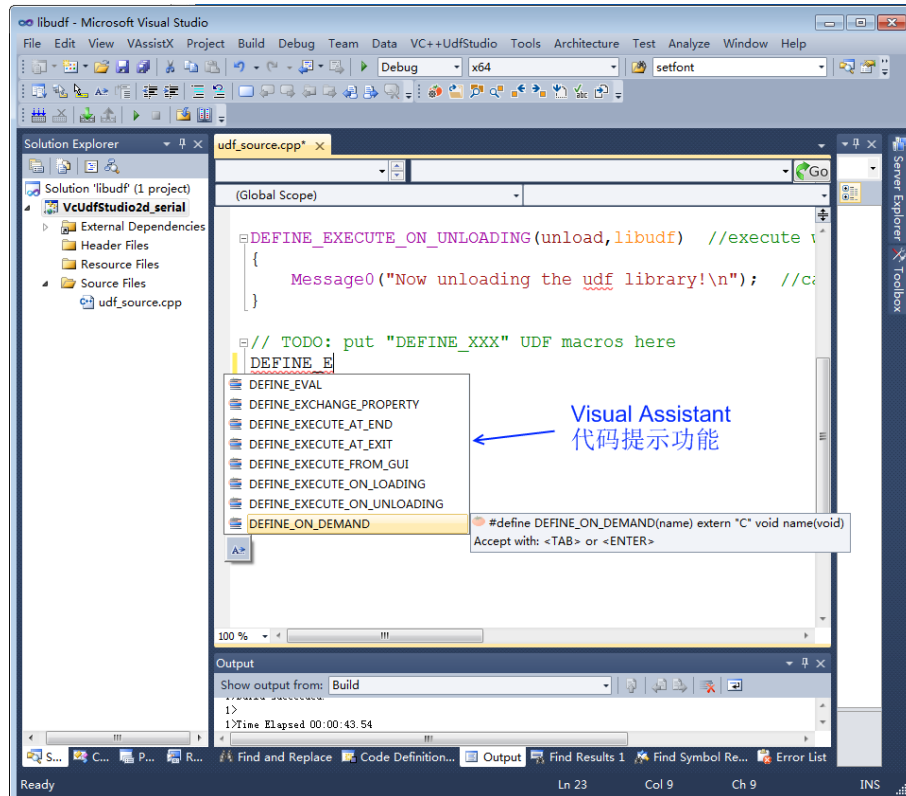 libudf - Microsoft Visual Studio
File Edit View VAssistX Project Build Debug Team Data VC++UdfStudio Tools Architecture Test Analyze Window Help
Debug x64 setfont
Solution Explorer
udf_source.cpp*
Go
Solution 'libudf' (1 project)
VcUdfStudio2d_serial
External Dependencies
Header Files
Resource Files
Source Files
udf_source.cpp
(Global Scope)
DEFINE_EXECUTE_ON_UNLOADING(unload,libudf) //execute
{
Message0("Now unloading the udf library!\n"); //ca
}
// TODO: put "DEFINE_XXX" UDF macros here
DEFINE_E
DEFINE_EVAL
DEFINE_EXCHANGE_PROPERTY
DEFINE_EXECUTE_AT_END
DEFINE_EXECUTE_AT_EXIT
DEFINE_EXECUTE_FROM_GUI
DEFINE_EXECUTE_ON_LOADING
DEFINE_EXECUTE_ON_UNLOADING
DEFINE_ON_DEMAND
#define DEFINE_ON_DEMAND(name) extern "C" void name(void)
Accept with: <TAB> or <ENTER>
Visual Assistant
代码提示功能
100 %
Output
Show output from: Build
1>
1>Time Elapsed 00:00:43.54
S... C... P... R...
Find and Replace Code Definition... Output Find Results 1 Find Symbol Re... Error List
Ready Ln 23 Col 9 Ch 9 INS
Server Explorer
Toolbox